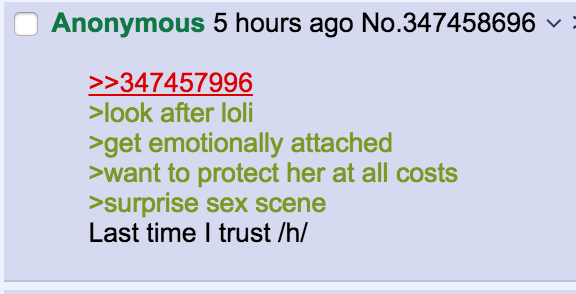 Anonymous 5 hours ago No.347458696
>>347457996
>look after loli
>get emotionally attached
>want to protect her at all costs
>surprise sex scene
Last time I trust /h/